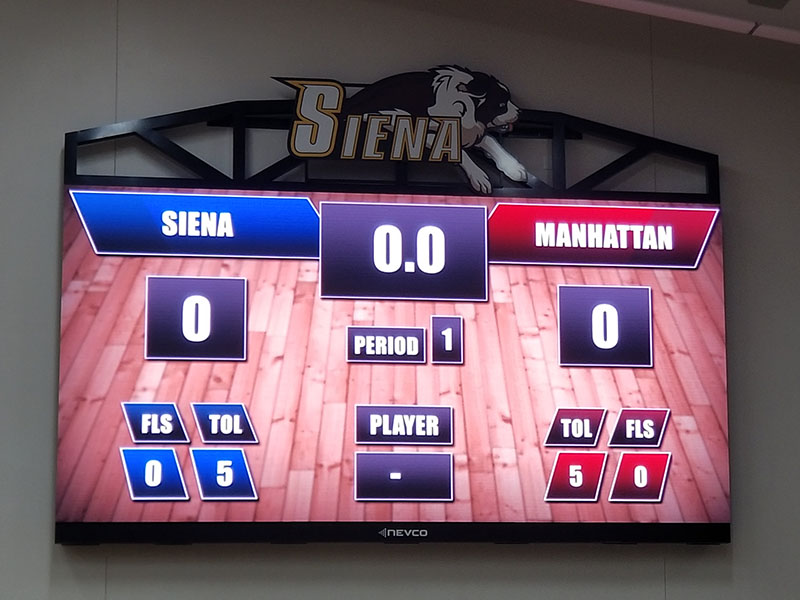 SIENA
SIENA
0.0
MANHATTAN
0
PERIOD 1
0
FLS TOL
PLAYER
TOL FLS
0 5
-
5 0
NEVCO